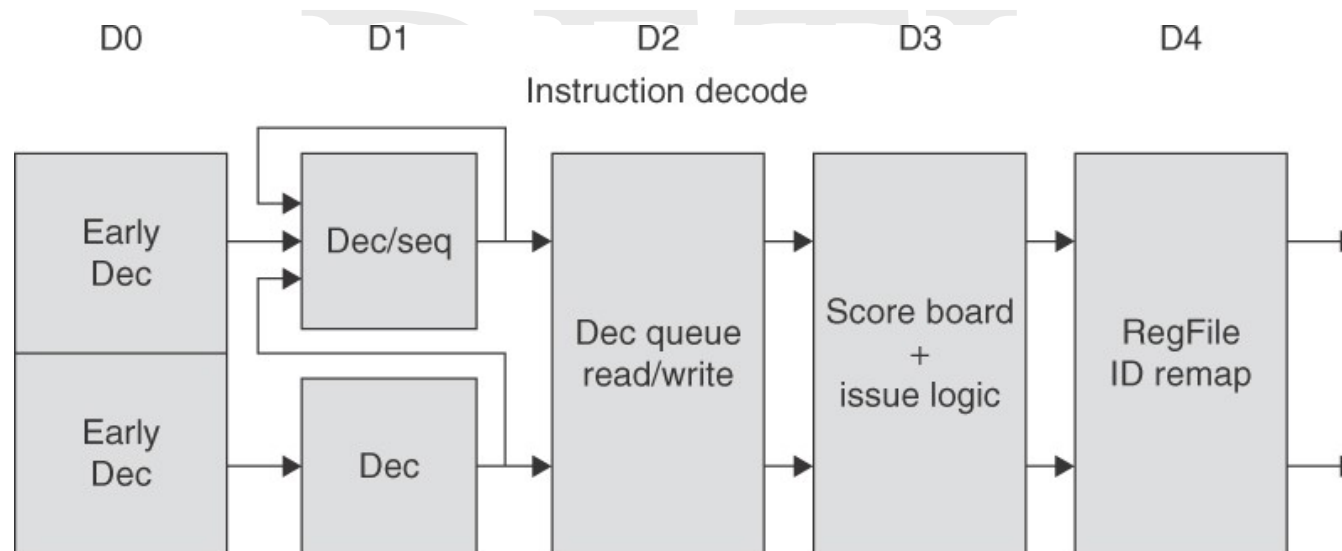 D0 D1 D2 D3 D4
Instruction decode
Early
Dec
Early
Dec
Dec/seq
Dec
Dec queue
read/write
Score board
+
issue logic
RegFile
ID remap